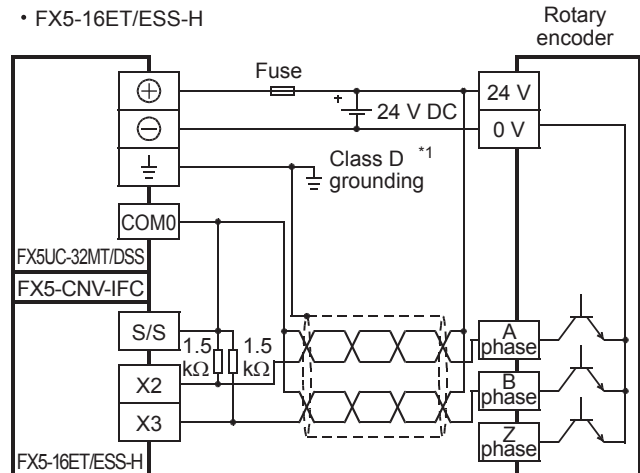 • FX5-16ET/ESS-H
Rotary
encoder
Fuse
24 V
+
24 V DC
0 V
Class D *1
grounding
COM0
FX5UC-32MT/DSS
FX5-CNV-IFC
S/S
1.5
kΩ
1.5
kΩ
A
phase
X2
B
phase
X3
Z
phase
FX5-16ET/ESS-H